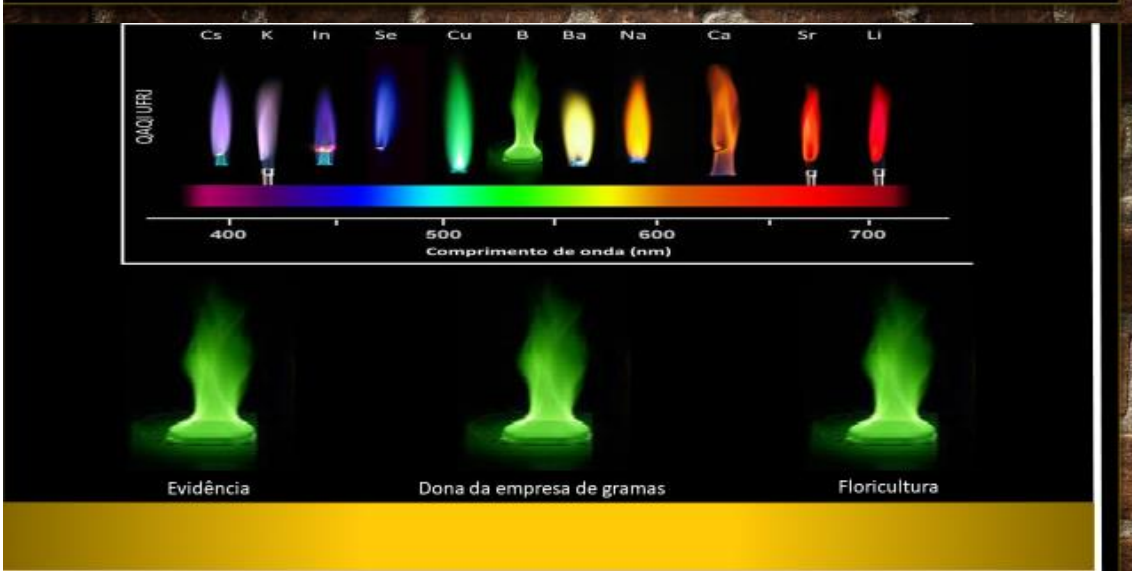 Cs K In Se Cu B Ba Na Ca Sr Li
QAQI UFRJ
400 500 600 700
Comprimento de onda (nm)
Evidência Dona da empresa de gramas Floricultura